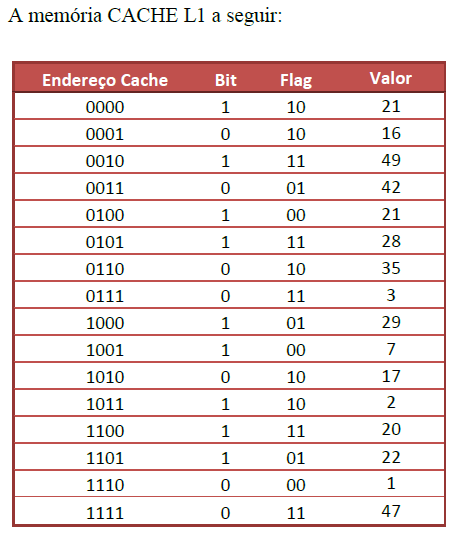 A memória CACHE L1 a seguir:
Endereço Cache Bit Flag Valor
0000 1 10 21
0001 0 10 16
0010 1 11 49
0011 0 01 42
0100 1 00 21
0101 1 11 28
0110 0 10 35
0111 0 11 3
1000 1 01 29
1001 1 00 7
1010 0 10 17
1011 1 10 2
1100 1 11 20
1101 1 01 22
1110 0 00 1
1111 0 11 47